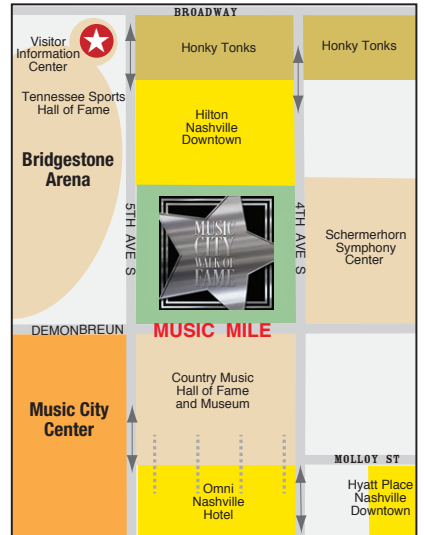 BROADWAY
Visitor
Information
Center
Honky Tonks
Honky Tonks
Tennessee Sports
Hall of Fame
Hilton
Nashville
Downtown
Bridgestone
Arena
5TH AVE S
MUSIC
CITY
WALK OF
FAME
4TH AVE S
Schermerhorn
Symphony
Center
DEMONBREUN
MUSIC MILE
Country Music
Hall of Fame
and Museum
Music City
Center
MOLLOY ST
Omni
Nashville
Hotel
Hyatt Place
Nashville
Downtown